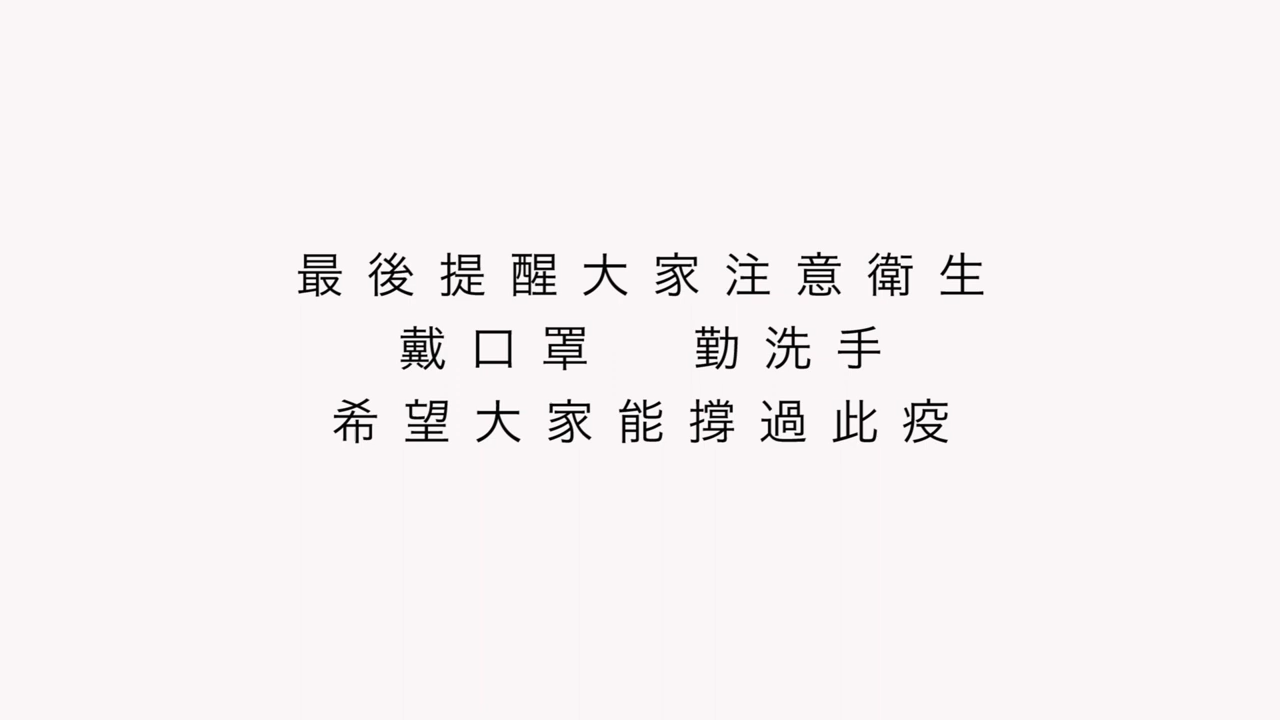 最後提醒大家注意衛生
戴口罩　勤洗手
希望大家能撐過此疫